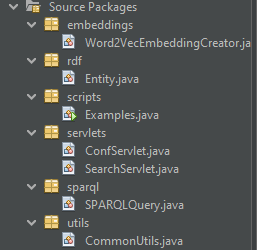 Source Packages
embeddings
Word2VecEmbeddingCreator.ja
rdf
Entity.java
scripts
Examples.java
servlets
ConfServlet.java
SearchServlet.java
sparql
SPARQLQuery.java
utils
CommonUtils.java